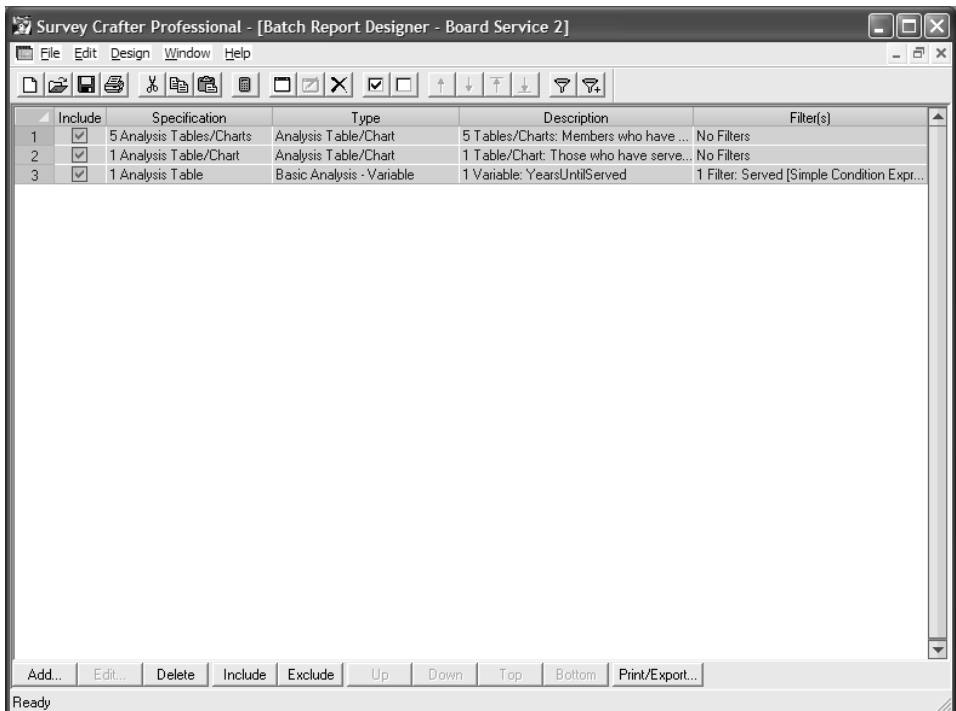 Survey Crafter Professional - [Batch Report Designer - Board Service 2]
File Edit Design Window Help
Include Specification Type Description Filter(s)
1 5 Analysis Tables/Charts Analysis Table/Chart 5 Tables/Charts: Members who have ... No Filters
2 1 Analysis Table/Chart Analysis Table/Chart 1 Table/Chart: Those who have serve... No Filters
3 1 Analysis Table Basic Analysis - Variable 1 Variable: YearsUntilServed 1 Filter: Served [Simple Condition Expr...
Add... Edit... Delete Include Exclude Up Down Top Bottom Print/Export...
Ready